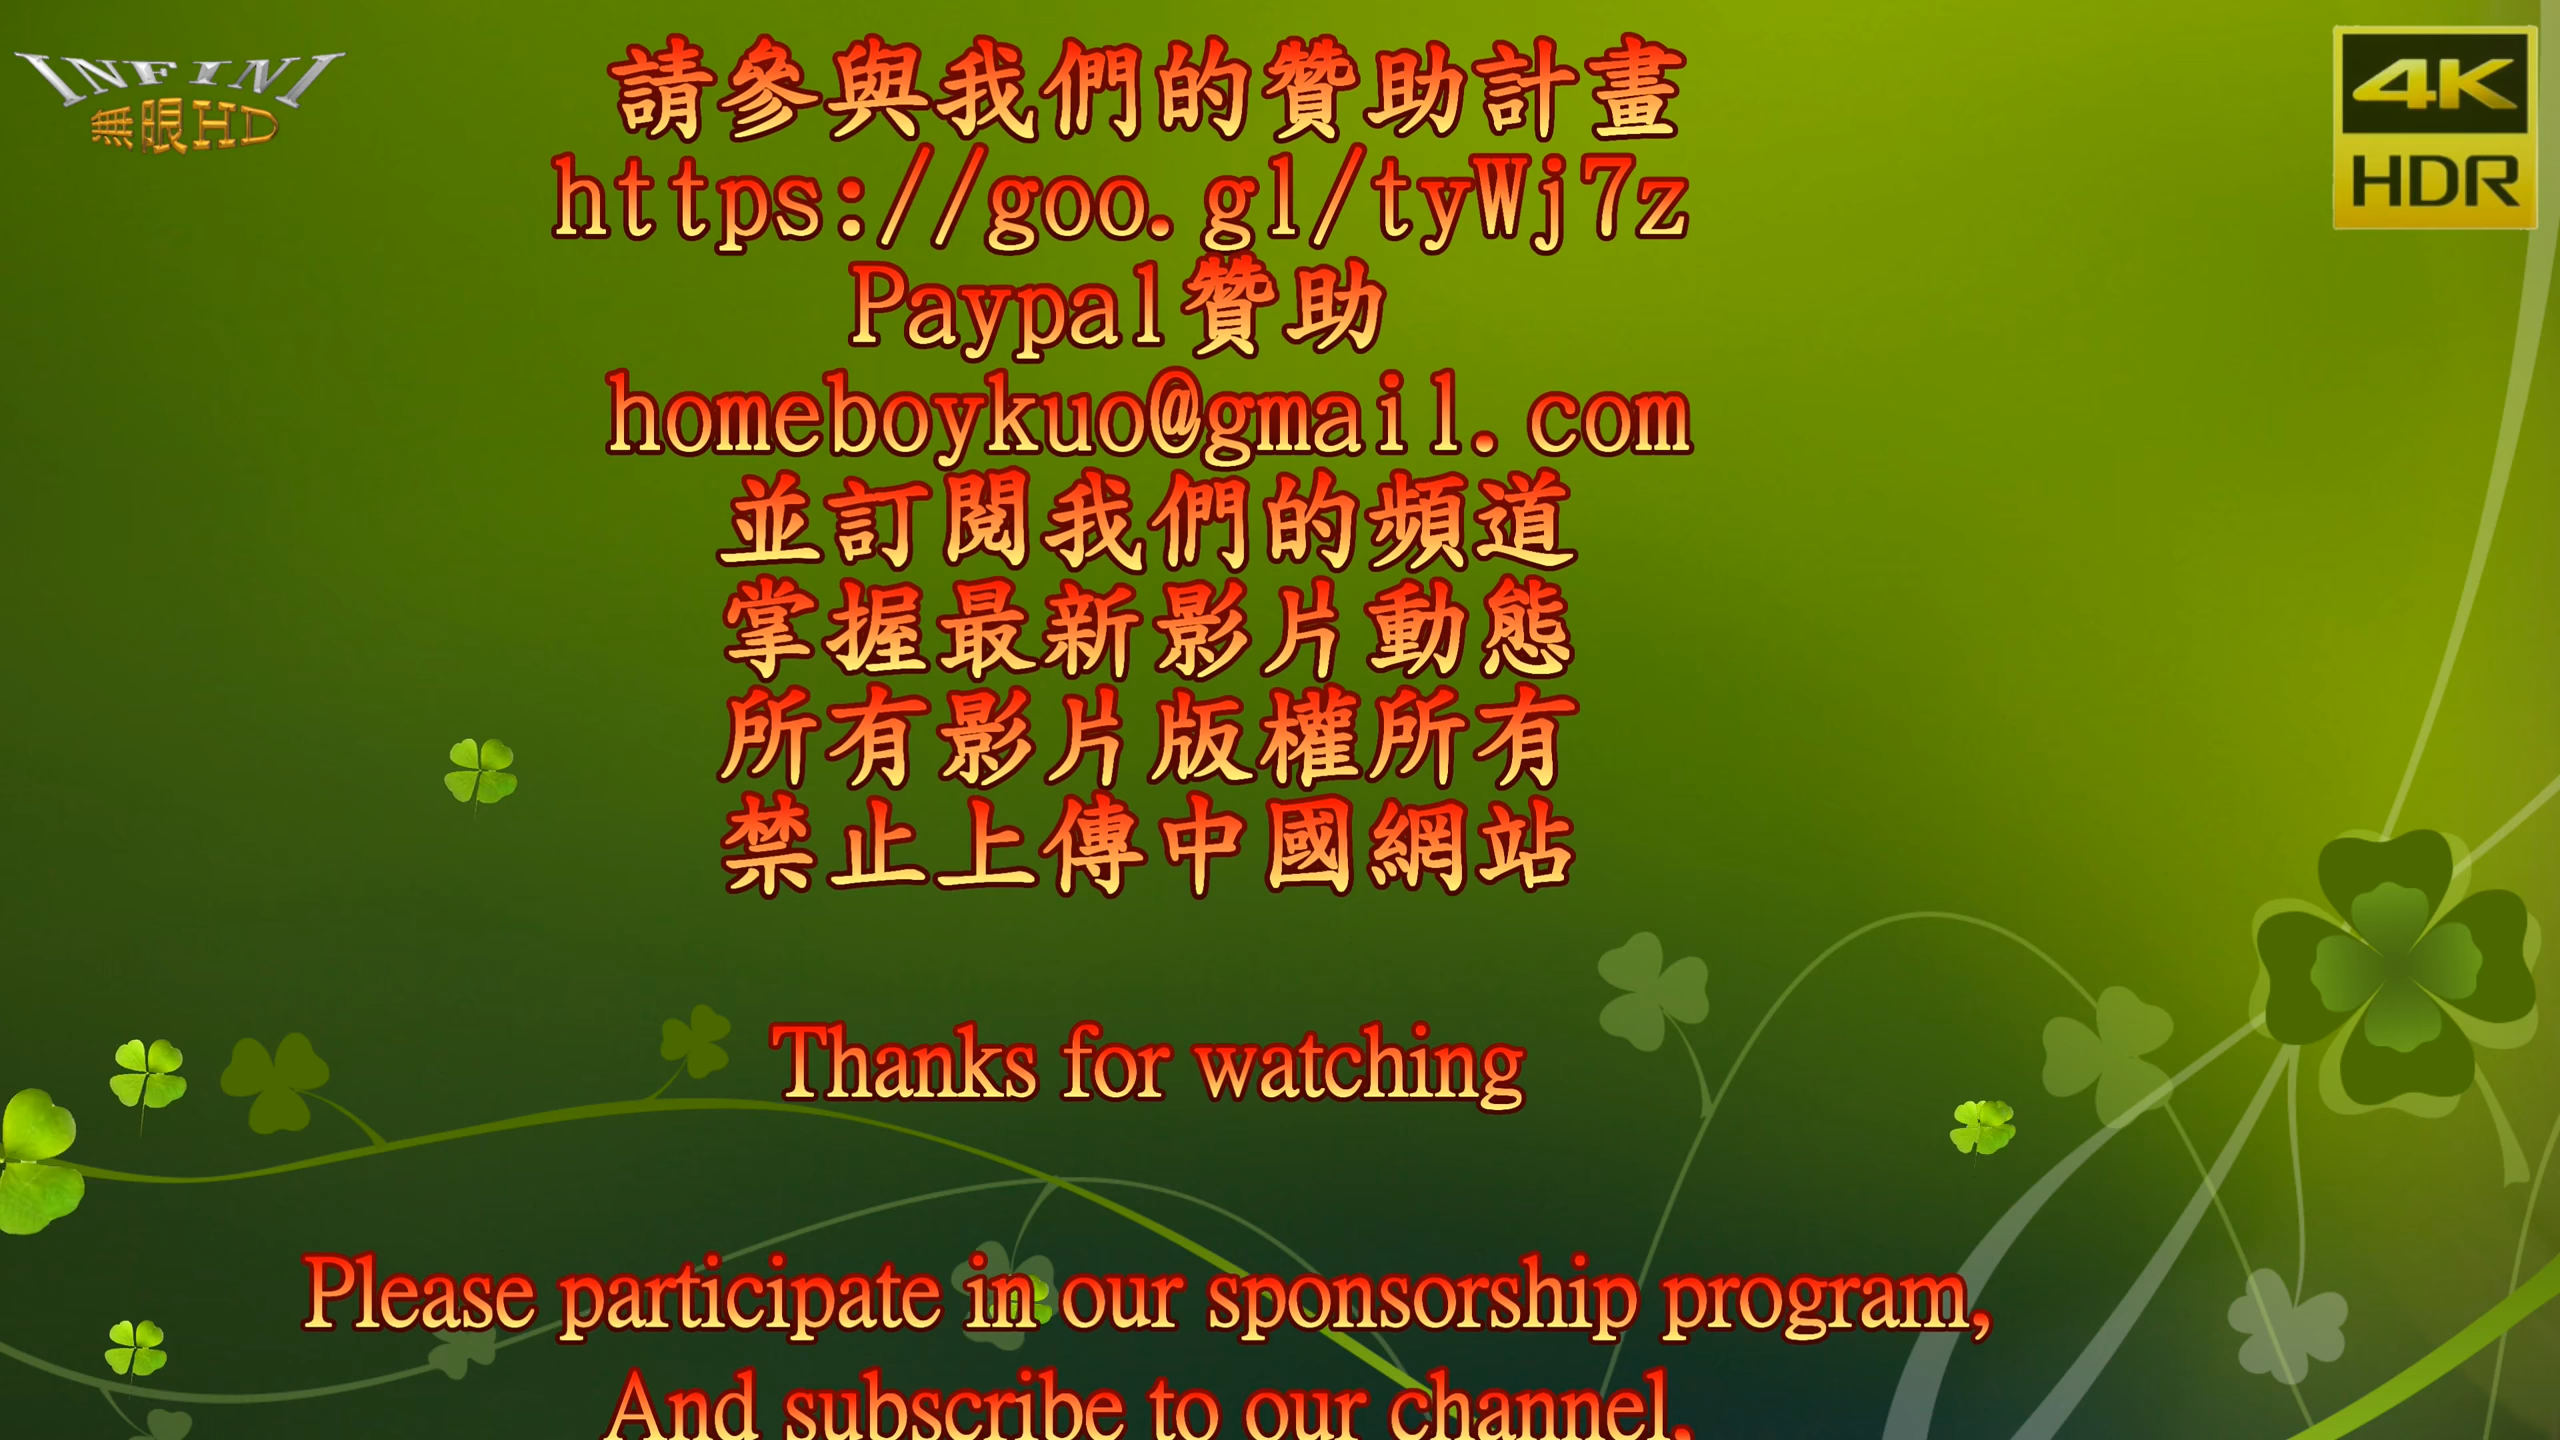 INFINI
無限HD
4K
HDR
請參與我們的贊助計畫
https://goo.gl/tyWj7z
Paypal贊助
homeboykuo@gmail.com
並訂閱我們的頻道
掌握最新影片動態
所有影片版權所有
禁止上傳中國網站
Thanks for watching
Please participate in our sponsorship program,
And subscribe to our channel,